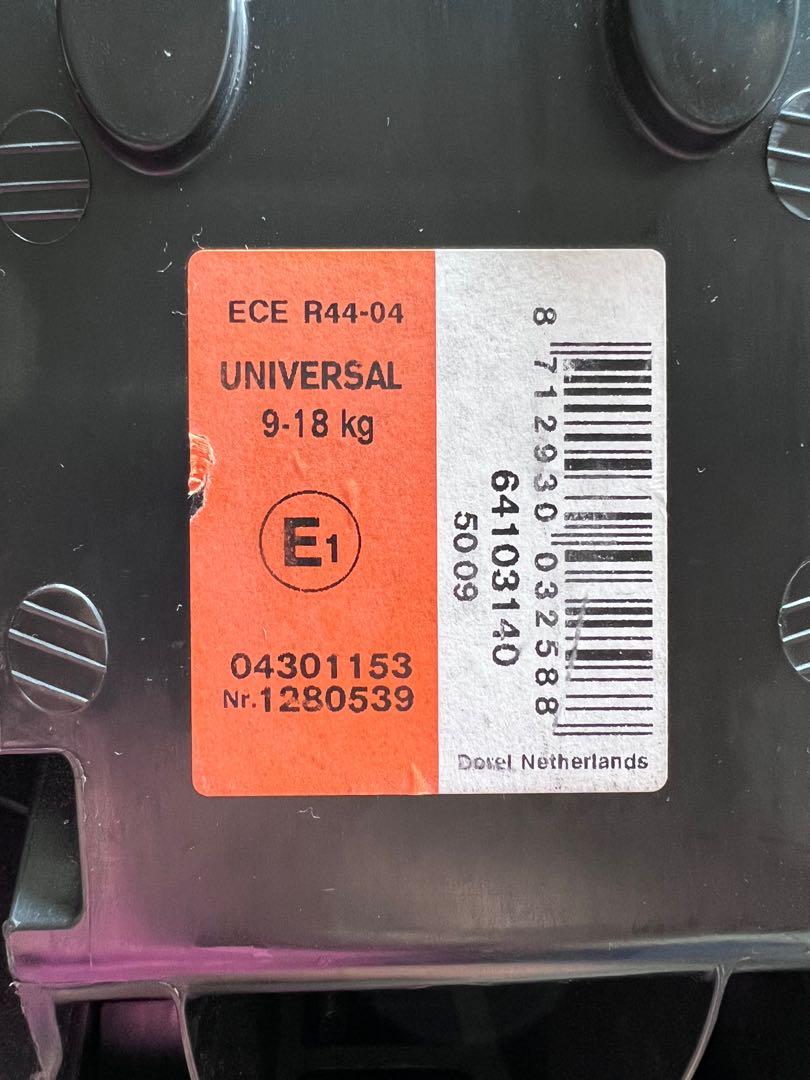 ECE R44-04
UNIVERSAL
9-18 kg
E1
04301153
Nr.1280539
8 712930 032588
64103140
5009
Dorel Netherlands